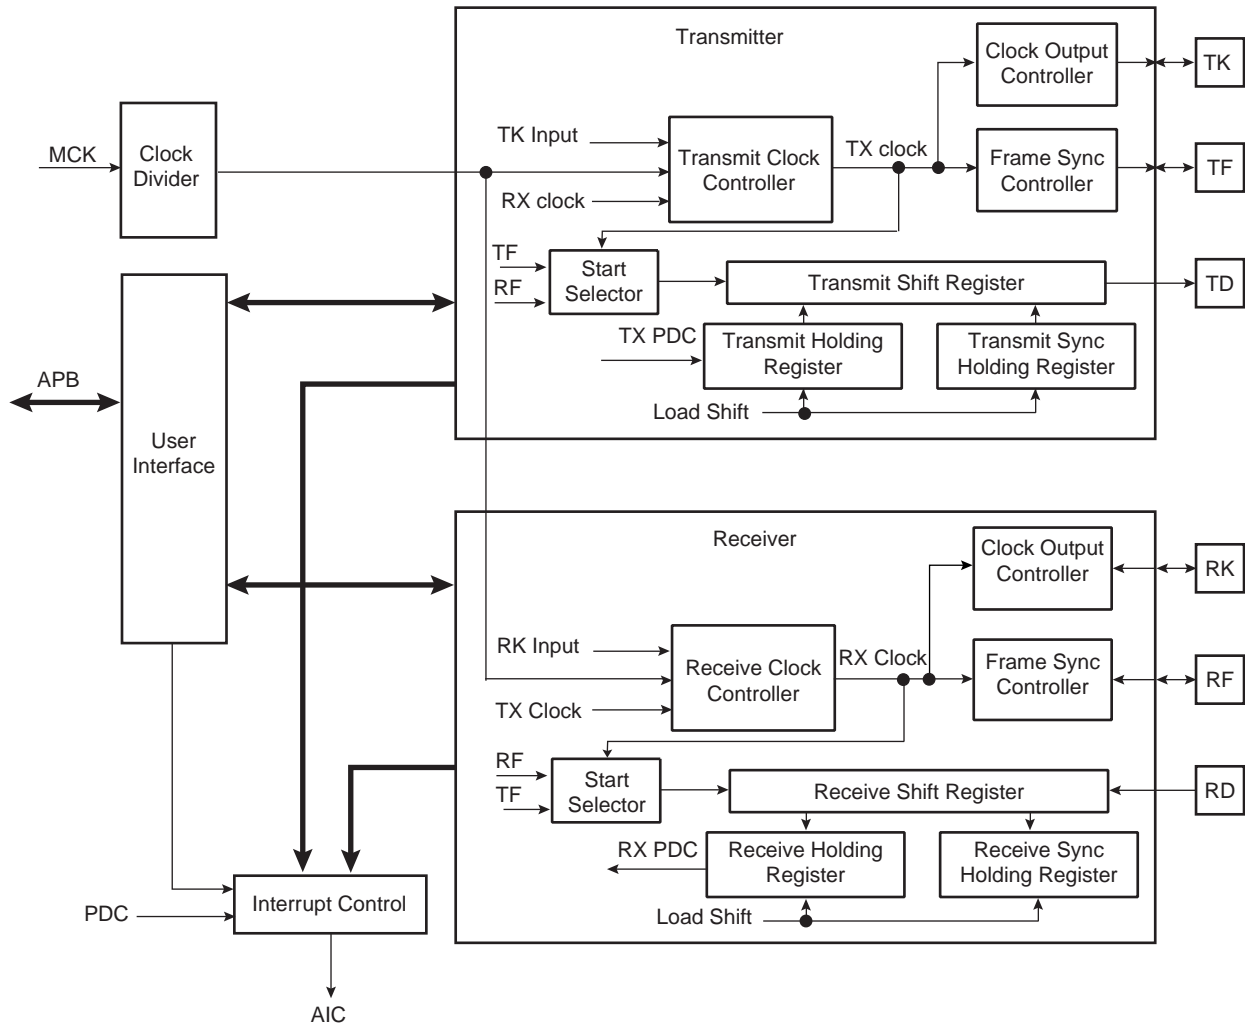 Transmitter
Clock Output
Controller
TK
MCK
Clock
Divider
TK Input
Transmit Clock
Controller
RX clock
TX clock
Frame Sync
Controller
TF
TF
RF
Start
Selector
Transmit Shift Register
TD
TX PDC
Transmit Holding
Register
Transmit Sync
Holding Register
Load Shift
APB
User
Interface
Receiver
Clock Output
Controller
RK
RK Input
Receive Clock
Controller
TX Clock
RX Clock
Frame Sync
Controller
RF
RF
TF
Start
Selector
Receive Shift Register
RD
RX PDC
Receive Holding
Register
Receive Sync
Holding Register
Load Shift
PDC
Interrupt Control
AIC